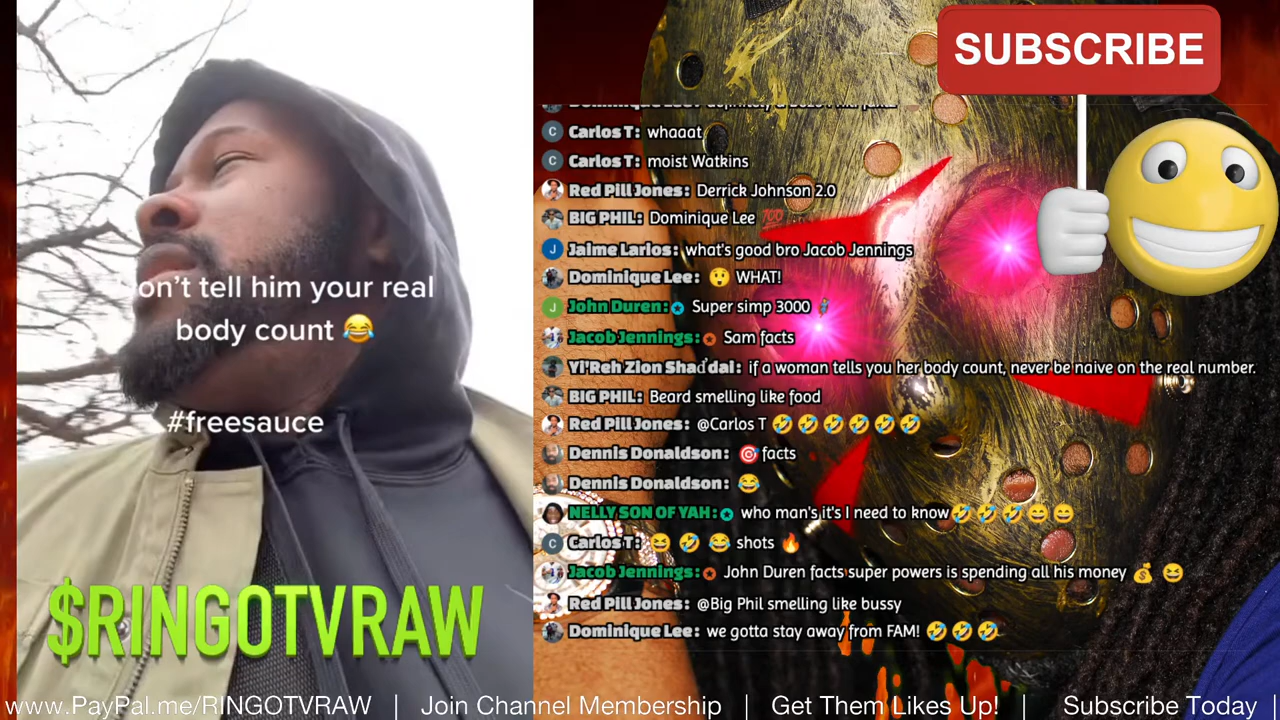 on't tell him your real
body count 😂
#freesauce
$RINGOTVRAW
SUBSCRIBE
Carlos T: whaaat
Carlos T: moist Watkins
Red Pill Jones: Derrick Johnson 2.0
BIG PHIL: Dominique Lee 💯
Jaime Larios: what's good bro Jacob Jennings
Dominique Lee: 😲 WHAT!
John Duren: Super simp 3000
Jacob Jennings: Sam facts
Yi'Reh Zion Shaďdai: if a woman tells you her body count, never be naive on the real number.
BIG PHIL: Beard smelling like food
Red Pill Jones: @Carlos T 🤣🤣🤣🤣🤣🤣
Dennis Donaldson: 🎯facts
Dennis Donaldson: 😂
NELLY SON OF YAH: who man's it's I need to know🤣🤣🤣😄😄
Carlos T: 😆 🤣 😂 shots 🔥
Jacob Jennings: John Duren facts super powers is spending all his money 💰 😆
Red Pill Jones: @Big Phil smelling like bussy
Dominique Lee: we gotta stay away from FAM! 🤣🤣🤣
www.PayPal.me/RINGOTVRAW | Join Channel Membership | Get Them Likes Up! | Subscribe Today |